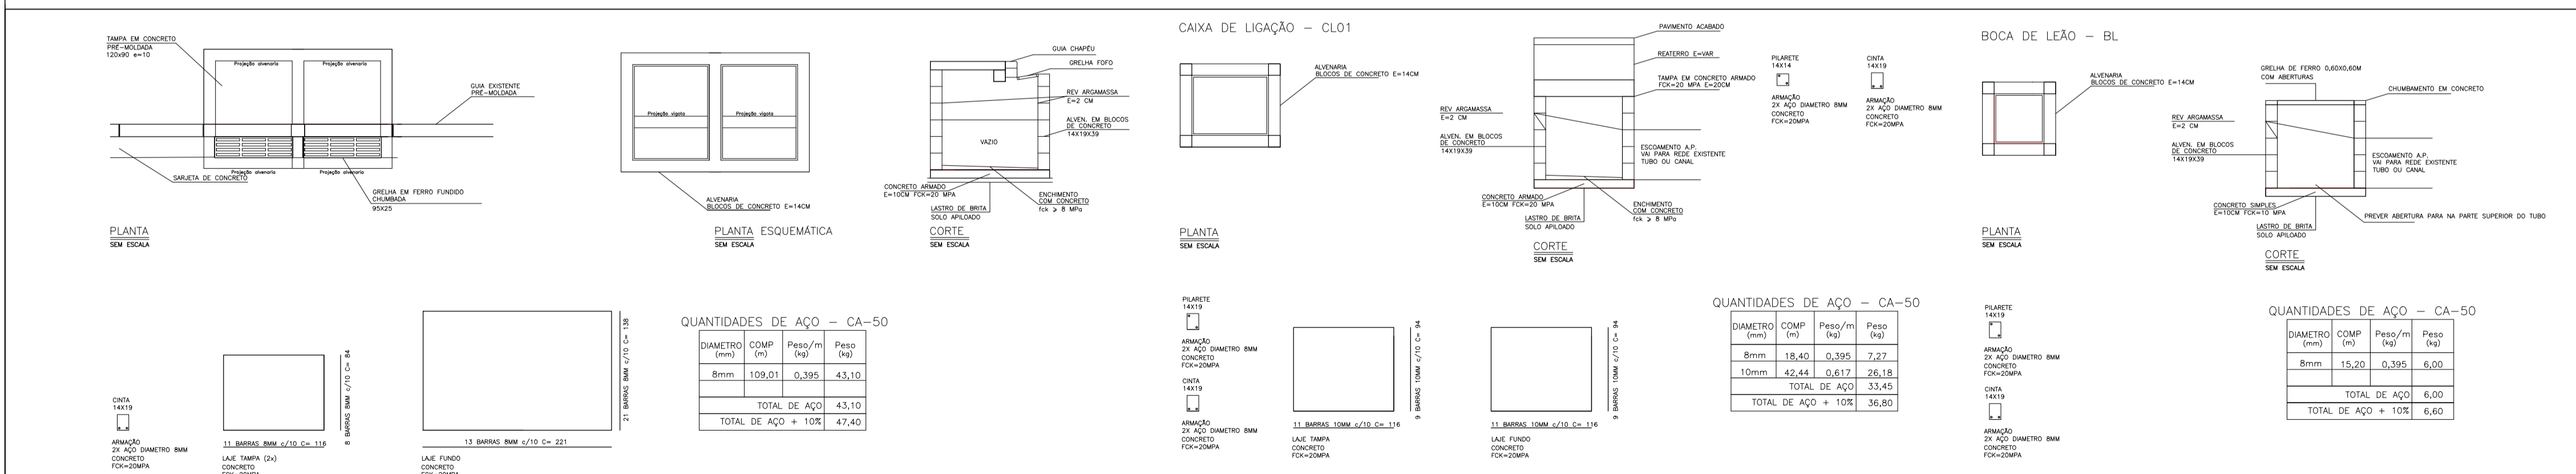 TAMPA EM CONCRETO
PRÉ-MOLDADA
120x90 e=10
Projeção alvenaria
Projeção alvenaria
GUIA EXISTENTE
PRÉ-MOLDADA
Projeção alvenaria
Projeção alvenaria
SARJETA DE CONCRETO
GRELHA EM FERRO FUNDIDO
CHUMBADA
95X25
PLANTA
SEM ESCALA
Projeção vigota
Projeção vigota
ALVENARIA
BLOCOS DE CONCRETO E=14CM
PLANTA ESQUEMÁTICA
SEM ESCALA
GUIA CHAPÉU
GRELHA FOFO
REV ARGAMASSA
E=2 CM
ALVEN. EM BLOCOS
DE CONCRETO
14X19X39
VAZIO
CONCRETO ARMADO
E=10CM FCK=20 MPA
LASTRO DE BRITA
SOLO APILOADO
ENCHIMENTO
COM CONCRETO
fck ⩾ 8 MPa
CORTE
SEM ESCALA
CINTA
14X19
ARMAÇÃO
2X AÇO DIAMETRO 8MM
CONCRETO
FCK=20MPA
8 BARRAS 8MM c/10 C= 84
11 BARRAS 8MM c/10 C= 116
LAJE TAMPA (2x)
CONCRETO
FCK=20MPA
21 BARRAS 8MM c/10 C= 138
13 BARRAS 8MM c/10 C= 221
LAJE FUNDO
CONCRETO
FCK=20MPA
QUANTIDADES DE AÇO - CA-50
DIAMETRO (mm) COMP (m) Peso/m (kg) Peso (kg)
8mm 109,01 0,395 43,10
TOTAL DE AÇO 43,10
TOTAL DE AÇO + 10% 47,40
CAIXA DE LIGAÇÃO - CL01
ALVENARIA
BLOCOS DE CONCRETO E=14CM
PLANTA
SEM ESCALA
PAVIMENTO ACABADO
REATERRO E=VAR
TAMPA EM CONCRETO ARMADO
FCK=20 MPA E=20CM
REV ARGAMASSA
E=2 CM
ALVEN. EM BLOCOS
DE CONCRETO
14X19X39
ESCOAMENTO A.P.
VAI PARA REDE EXISTENTE
TUBO OU CANAL
CONCRETO ARMADO
E=10CM FCK=20 MPA
LASTRO DE BRITA
SOLO APILOADO
ENCHIMENTO
COM CONCRETO
fck ⩾ 8 MPa
CORTE
SEM ESCALA
PILARETE
14X14
ARMAÇÃO
2X AÇO DIAMETRO 8MM
CONCRETO
FCK=20MPA
CINTA
14X19
ARMAÇÃO
2X AÇO DIAMETRO 8MM
CONCRETO
FCK=20MPA
PILARETE
14X19
ARMAÇÃO
2X AÇO DIAMETRO 8MM
CONCRETO
FCK=20MPA
CINTA
14X19
ARMAÇÃO
2X AÇO DIAMETRO 8MM
CONCRETO
FCK=20MPA
9 BARRAS 10MM c/10 C= 94
11 BARRAS 10MM c/10 C= 116
LAJE TAMPA
CONCRETO
FCK=20MPA
9 BARRAS 10MM c/10 C= 94
11 BARRAS 10MM c/10 C= 116
LAJE FUNDO
CONCRETO
FCK=20MPA
QUANTIDADES DE AÇO - CA-50
DIAMETRO (mm) COMP (m) Peso/m (kg) Peso (kg)
8mm 18,40 0,395 7,27
10mm 42,44 0,617 26,18
TOTAL DE AÇO 33,45
TOTAL DE AÇO + 10% 36,80
BOCA DE LEÃO - BL
ALVENARIA
BLOCOS DE CONCRETO E=14CM
PLANTA
SEM ESCALA
GRELHA DE FERRO 0,60X0,60M
COM ABERTURAS
CHUMBAMENTO EM CONCRETO
REV ARGAMASSA
E=2 CM
ALVEN. EM BLOCOS
DE CONCRETO
14X19X39
ESCOAMENTO A.P.
VAI PARA REDE EXISTENTE
TUBO OU CANAL
CONCRETO SIMPLES
E=10CM FCK=10 MPA
PREVER ABERTURA PARA NA PARTE SUPERIOR DO TUBO
LASTRO DE BRITA
SOLO APILOADO
CORTE
SEM ESCALA
PILARETE
14X19
ARMAÇÃO
2X AÇO DIAMETRO 8MM
CONCRETO
FCK=20MPA
CINTA
14X19
ARMAÇÃO
2X AÇO DIAMETRO 8MM
CONCRETO
FCK=20MPA
QUANTIDADES DE AÇO - CA-50
DIAMETRO (mm) COMP (m) Peso/m (kg) Peso (kg)
8mm 15,20 0,395 6,00
TOTAL DE AÇO 6,00
TOTAL DE AÇO + 10% 6,60